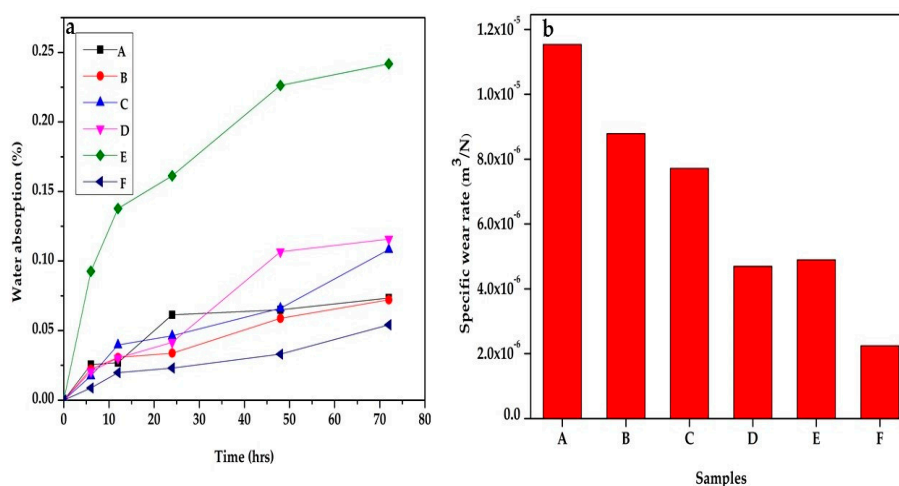 a
A
B
C
D
E
F
0.25
0.20
0.15
0.10
0.05
0.00
Water absorption (%)
0 10 20 30 40 50 60 70 80
Time (hrs)
b
1.2x10⁻⁵
1.0x10⁻⁵
8.0x10⁻⁶
6.0x10⁻⁶
4.0x10⁻⁶
2.0x10⁻⁶
0.0
Specific wear rate (m³/N)
A B C D E F
Samples